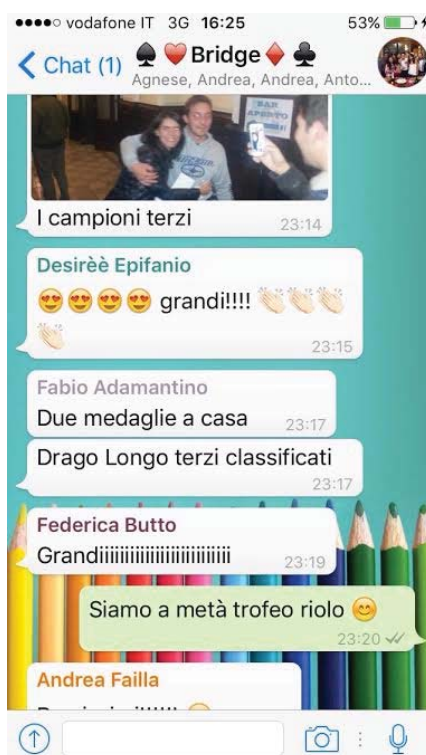 vodafone IT 3G 16:25 53%
Chat (1) ♠️ ❤️ Bridge ♦️ ♣️
Agnese, Andrea, Andrea, Anto...
BAR
APERTO
I campioni terzi 23:14
Desirèè Epifanio
😍😍😍😍 grandi!!!! 👏🏻👏🏻👏🏻
👏🏻
23:15
Fabio Adamantino
Due medaglie a casa 23:17
Drago Longo terzi classificati
23:17
Federica Butto
Grandiiiiiiiiiiiiiiiiiiiiiiiiii 23:19
Siamo a metà trofeo riolo 😊
23:20
Andrea Failla